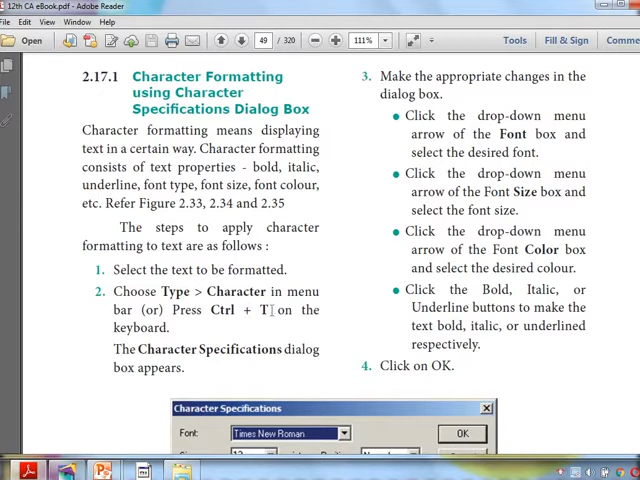 12th CA eBook.pdf - Adobe Reader
File Edit View Window Help
Open 49 / 320 111% Tools Fill & Sign
2.17.1 Character Formatting
using Character
Specifications Dialog Box
Character formatting means displaying
text in a certain way. Character formatting
consists of text properties - bold, italic,
underline, font type, font size, font colour,
etc. Refer Figure 2.33, 2.34 and 2.35
The steps to apply character
formatting to text are as follows :
1. Select the text to be formatted.
2. Choose Type > Character in menu
bar (or) Press Ctrl + T on the
keyboard.
The Character Specifications dialog
box appears.
3. Make the appropriate changes in the
dialog box.
• Click the drop-down menu
arrow of the Font box and
select the desired font.
• Click the drop-down menu
arrow of the Font Size box and
select the font size.
• Click the drop-down menu
arrow of the Font Color box
and select the desired colour.
• Click the Bold, Italic, or
Underline buttons to make the
text bold, italic, or underlined
respectively.
4. Click on OK.
Character Specifications
Font: Times New Roman OK